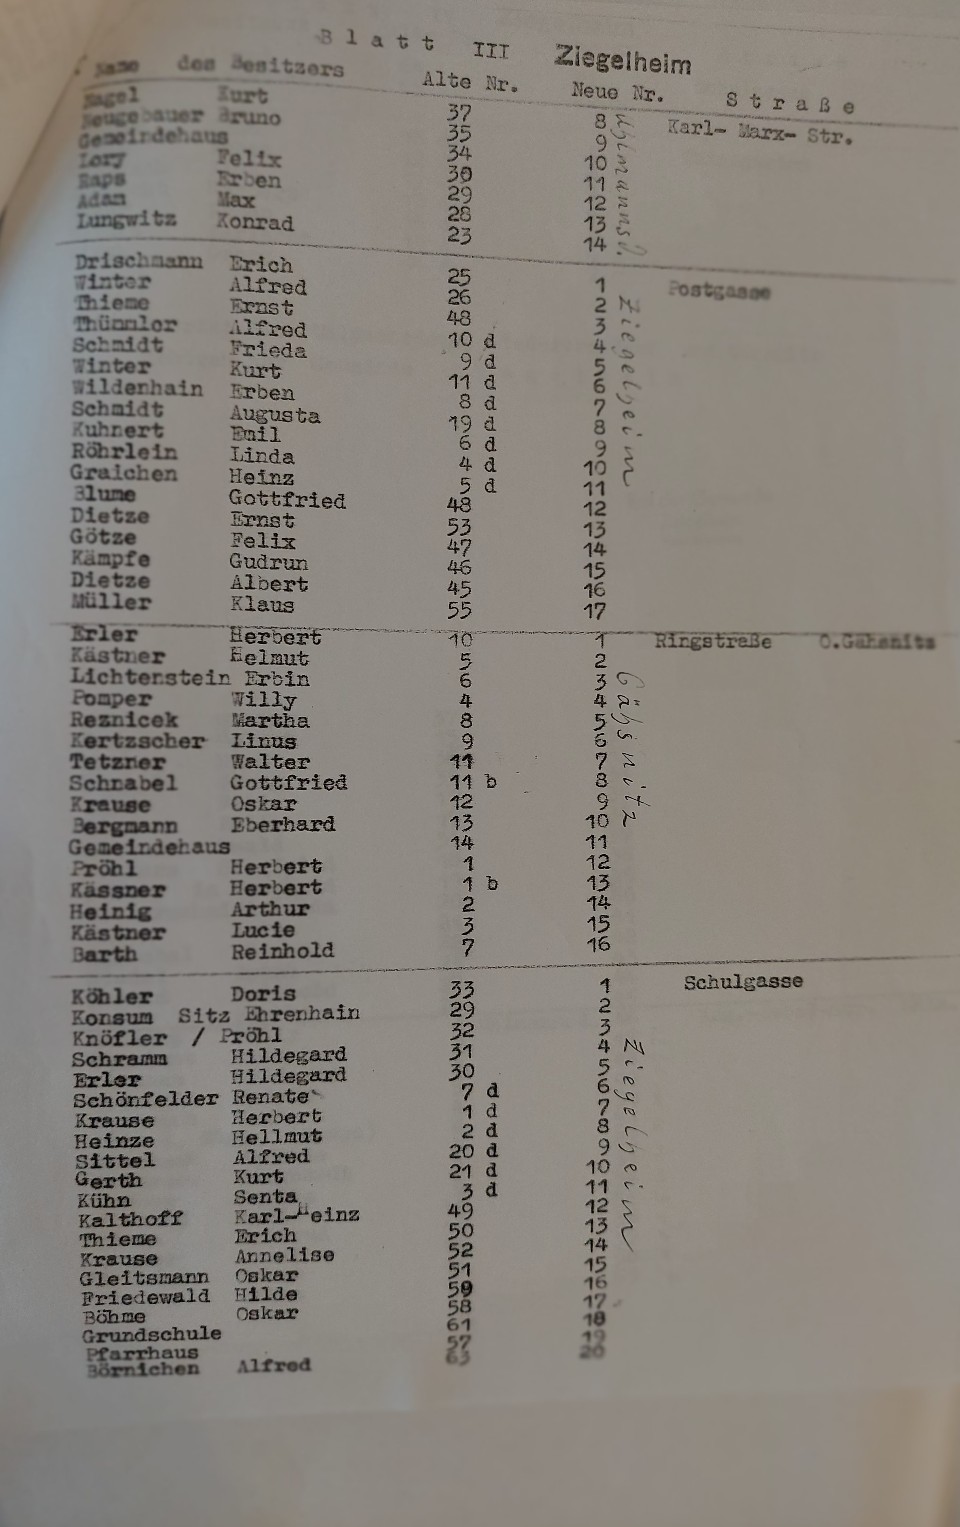 Blatt III Ziegelheim
Name des Besitzers Alte Nr. Neue Nr. Straße
Nagel Kurt 37 8 Karl- Marx- Str.
Neugebauer Bruno 35 9
Gemeindehaus 34 10
Lory Felix 30 11
Raps Erben 29 12
Adam Max 28 13
Lungwitz Konrad 23 14
Drischmann Erich 25 1 Postgasse
Winter Alfred 26 2
Thieme Ernst 48 3
Thümmler Alfred 10 d 4
Schmidt Frieda 9 d 5
Winter Kurt 11 d 6
Wildenhain Erben 8 d 7
Schmidt Augusta 19 d 8
Kuhnert Emil 6 d 9
Röhrlein Linda 4 d 10
Graichen Heinz 5 d 11
Blume Gottfried 48 12
Dietze Ernst 53 13
Götze Felix 47 14
Kämpfe Gudrun 46 15
Dietze Albert 45 16
Müller Klaus 55 17
Ziegelheim
Erler Herbert 10 1 Ringstraße O.Gähsnitz
Kästner Helmut 5 2
Lichtenstein Erbin 6 3
Pomper Willy 4 4
Reznicek Martha 8 5
Kertzscher Linus 9 6
Tetzner Walter 11 7
Schnabel Gottfried 11 b 8
Krause Oskar 12 9
Bergmann Eberhard 13 10
Gemeindehaus 14 11
Pröhl Herbert 1 12
Kässner Herbert 1 b 13
Heinig Arthur 2 14
Kästner Lucie 3 15
Barth Reinhold 7 16
Gähsnitz
Köhler Doris 33 1 Schulgasse
Konsum Sitz Ehrenhain 29 2
Knöfler / Pröhl 32 3
Schramm Hildegard 31 4
Erler Hildegard 30 5
Schönfelder Renate 7 d 6
Krause Herbert 1 d 7
Heinze Hellmut 2 d 8
Sittel Alfred 20 d 9
Gerth Kurt 21 d 10
Kühn Senta 3 d 11
Kalthoff Karl-Heinz 49 12
Thieme Erich 50 13
Krause Annelise 52 14
Gleitsmann Oskar 51 15
Friedewald Hilde 59 16
Böhme Oskar 58 17
Grundschule 61 18
Pfarrhaus 57 19
Börnichen Alfred 63 20
Ziegelheim